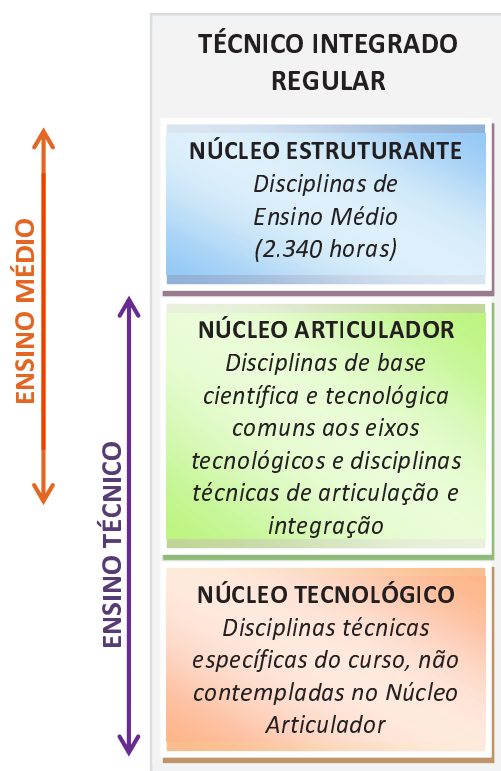 TÉCNICO INTEGRADO
REGULAR
ENSINO MÉDIO
ENSINO TÉCNICO
NÚCLEO ESTRUTURANTE
Disciplinas de
Ensino Médio
(2.340 horas)
NÚCLEO ARTICULADOR
Disciplinas de base
científica e tecnológica
comuns aos eixos
tecnológicos e disciplinas
técnicas de articulação e
integração
NÚCLEO TECNOLÓGICO
Disciplinas técnicas
específicas do curso, não
contempladas no Núcleo
Articulador